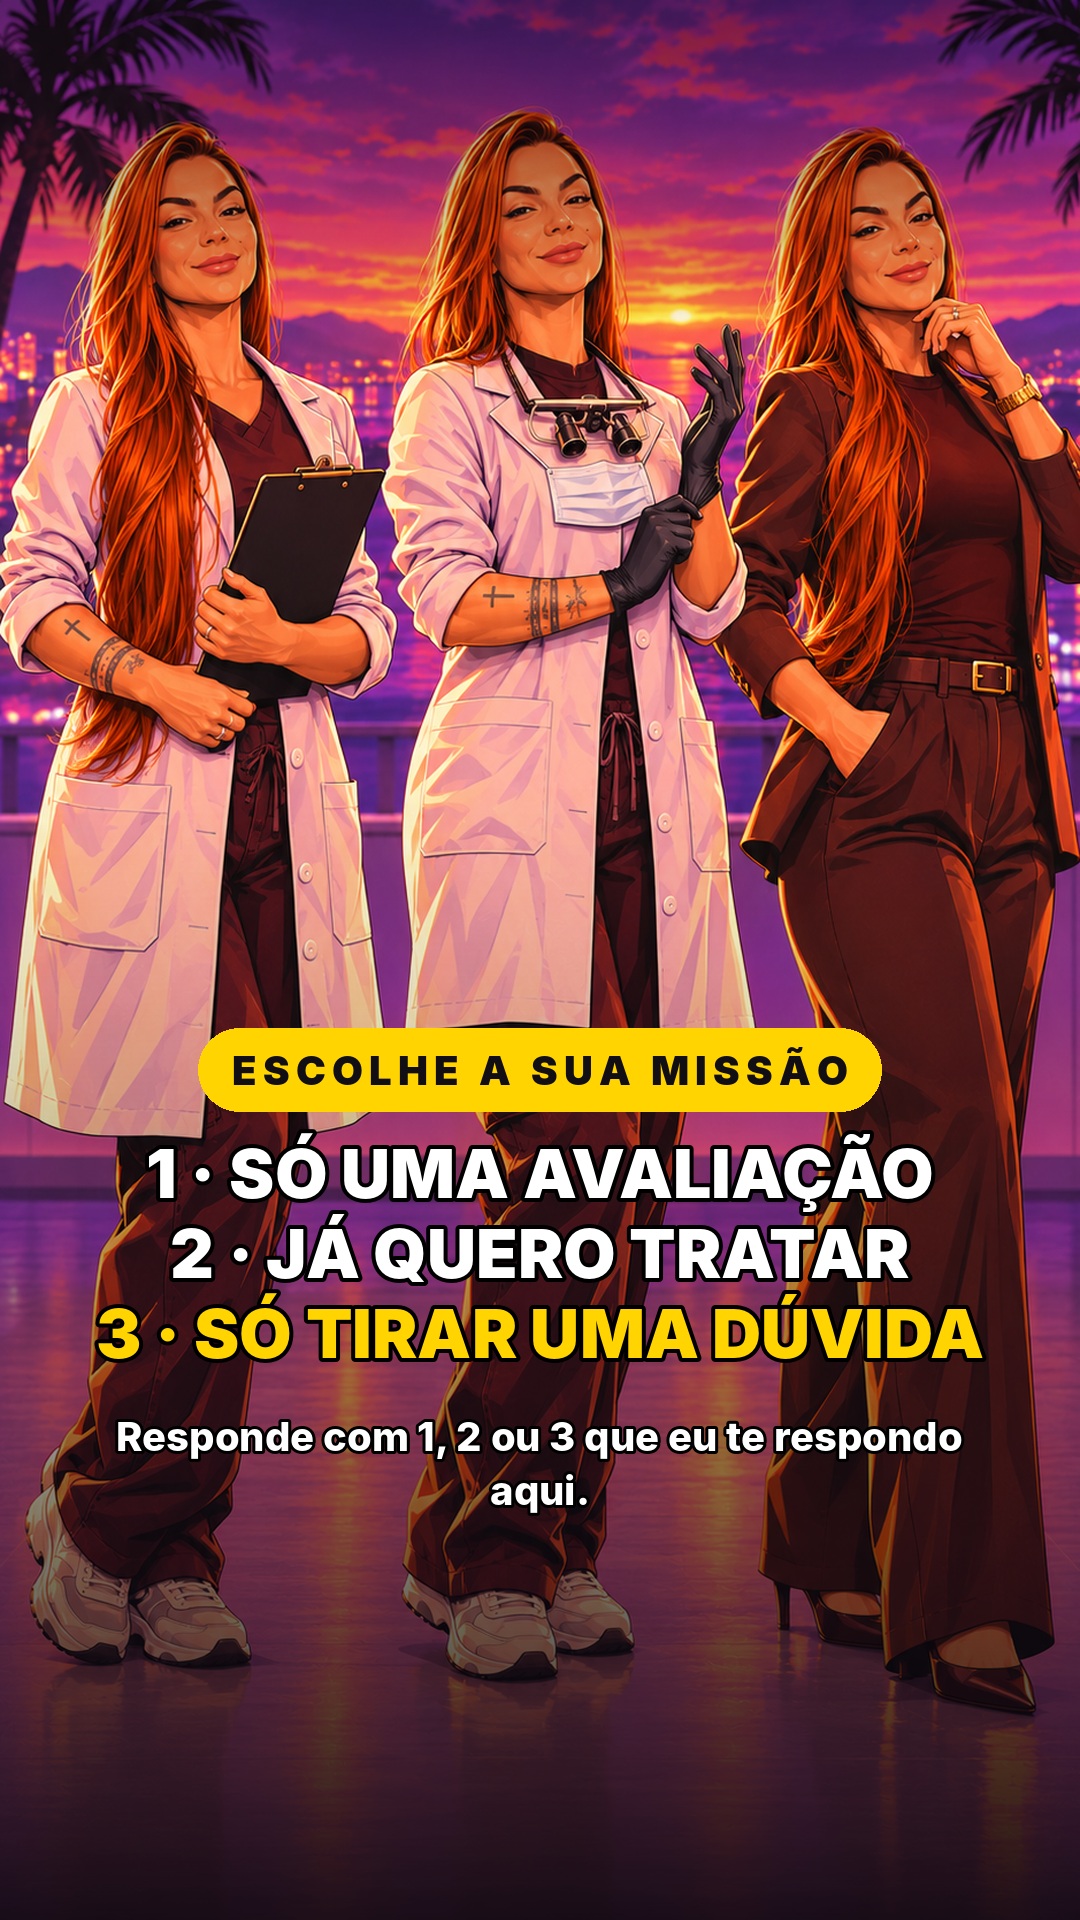 ESCOLHE A SUA MISSÃO
1 · SÓ UMA AVALIAÇÃO
2 · JÁ QUERO TRATAR
3 · SÓ TIRAR UMA DÚVIDA
Responde com 1, 2 ou 3 que eu te respondo
aqui.